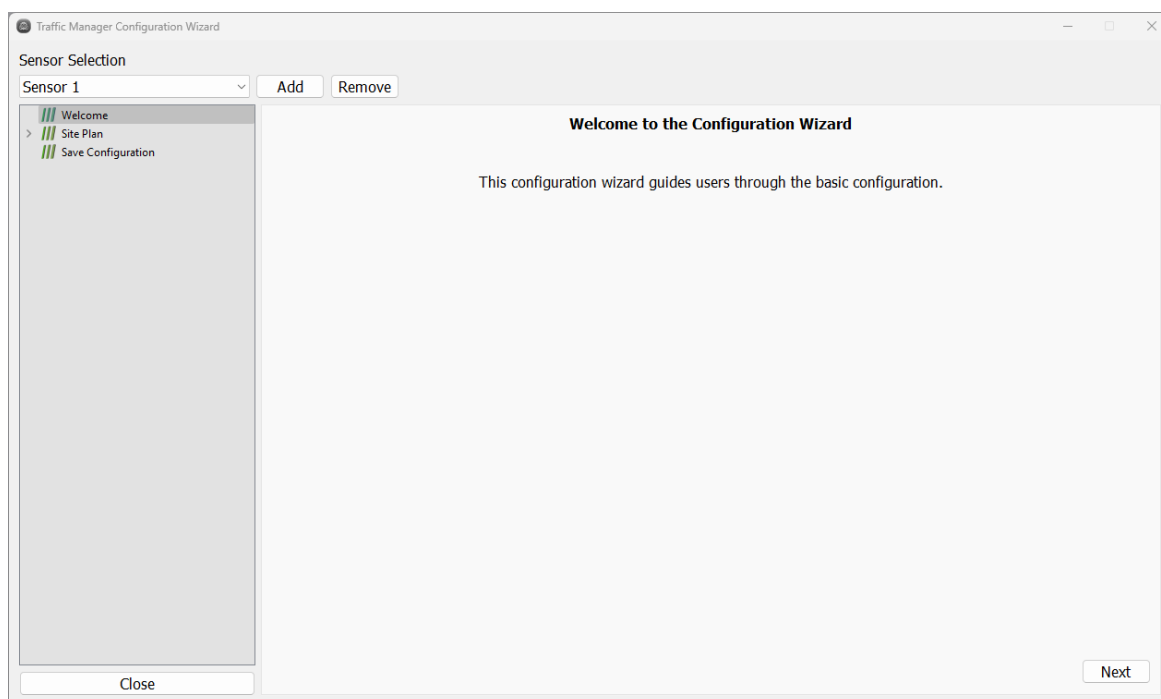 Traffic Manager Configuration Wizard
Sensor Selection
Sensor 1
Add
Remove
Welcome
Site Plan
Save Configuration
Welcome to the Configuration Wizard
This configuration wizard guides users through the basic configuration.
Next
Close